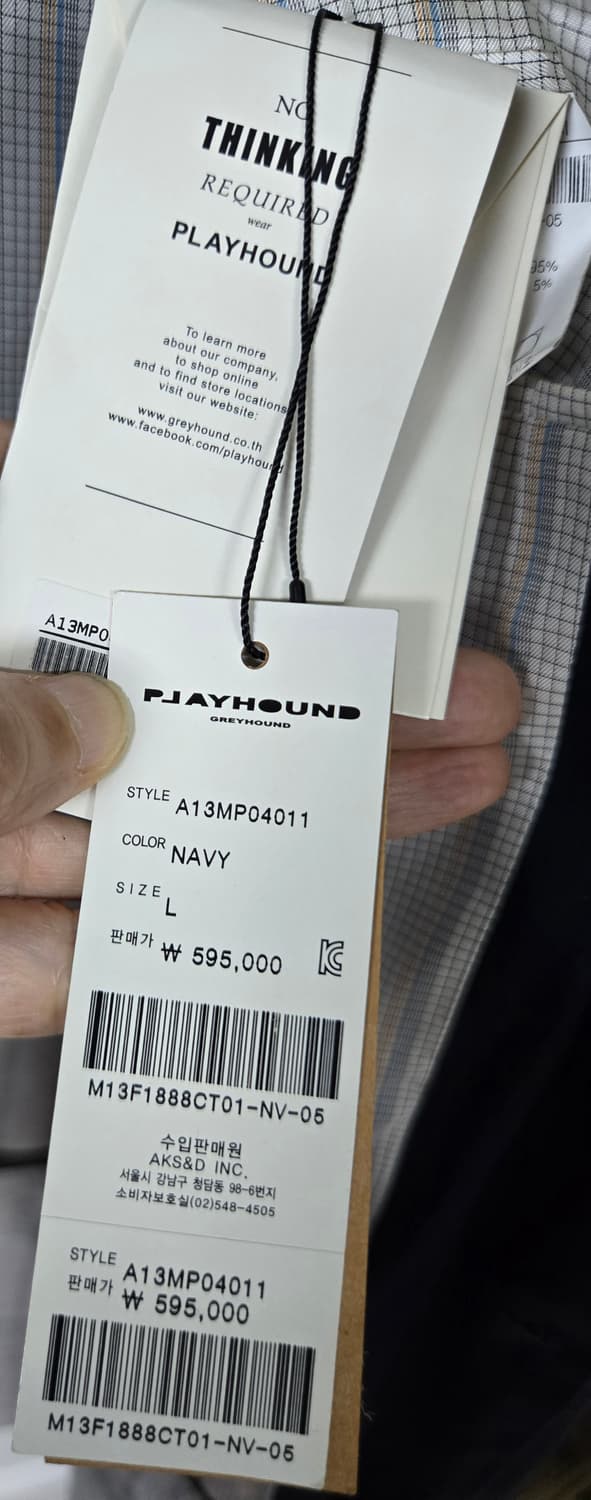 NO
THINKING
REQUIRED
wear
PLAYHOUND
To learn more
about our company,
to shop online
and to find store locations
visit our website:
www.greyhound.co.th
www.facebook.com/playhound
-05
95%
5%
A13MP0
PLAYHOUND
GREYHOUND
STYLE A13MP04011
COLOR NAVY
SIZE L
판매가 ₩ 595,000
M13F1888CT01-NV-05
수입판매원
AKS&D INC.
서울시 강남구 청담동 98-6번지
소비자보호실(02)548-4505
STYLE A13MP04011
판매가 ₩ 595,000
M13F1888CT01-NV-05